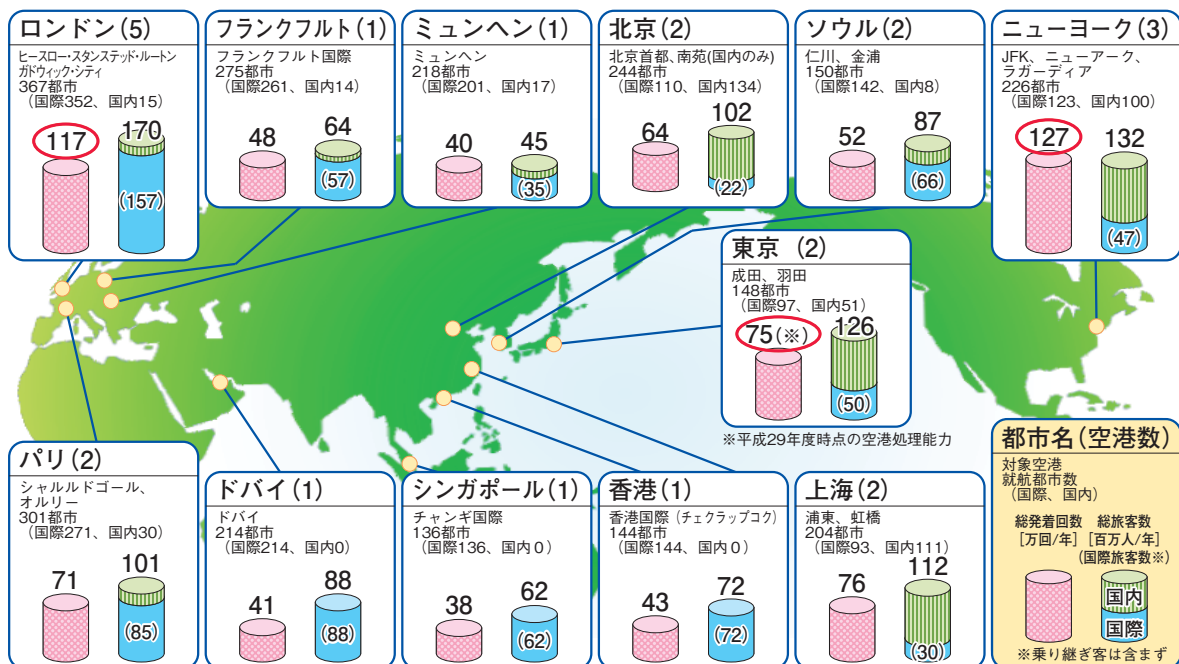 ロンドン(5)
ヒースロー・スタンステッド・ルートン
ガドウィック・シティ
367都市
(国際352、国内15)
117
170
(157)
フランクフルト(1)
フランクフルト国際
275都市
(国際261、国内14)
48
64
(57)
ミュンヘン(1)
ミュンヘン
218都市
(国際201、国内17)
40
45
(35)
北京(2)
北京首都、南苑(国内のみ)
244都市
(国際110、国内134)
64
102
(22)
ソウル(2)
仁川、金浦
150都市
(国際142、国内8)
52
87
(66)
ニューヨーク(3)
JFK、ニューアーク、
ラガーディア
226都市
(国際123、国内100)
127
132
(47)
東京 (2)
成田、羽田
148都市
(国際97、国内51)
75(※)
126
(50)
※平成29年度時点の空港処理能力
パリ(2)
シャルルドゴール、
オルリー
301都市
(国際271、国内30)
71
101
(85)
ドバイ(1)
ドバイ
214都市
(国際214、国内0)
41
88
(88)
シンガポール(1)
チャンギ国際
136都市
(国際136、国内0)
38
62
(62)
香港(1)
香港国際(チェクラップコク)
144都市
(国際144、国内0)
43
72
(72)
上海(2)
浦東、虹橋
204都市
(国際93、国内111)
76
112
(30)
都市名(空港数)
対象空港
就航都市数
(国際、国内)
総発着回数 総旅客数
[万回/年] [百万人/年]
(国際旅客数※)
国内
国際
※乗り継ぎ客は含まず